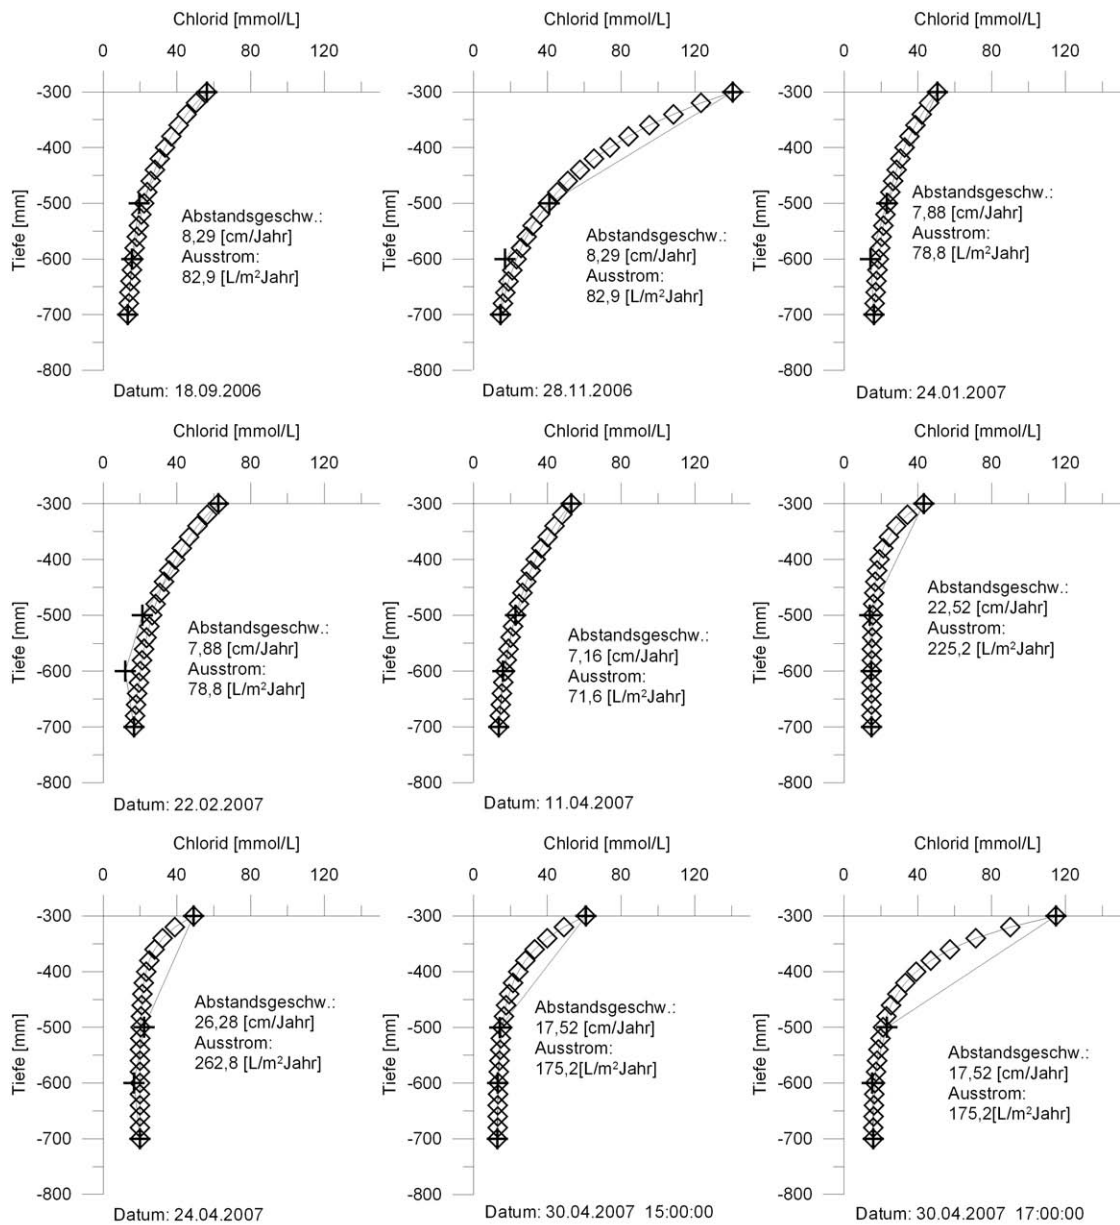 Chlorid [mmol/L]
0 40 80 120
-300
-400
-500
-600
-700
-800
Tiefe [mm]
Abstandsgeschw.:
8,29 [cm/Jahr]
Ausstrom:
82,9 [L/m²Jahr]
Datum: 18.09.2006
Chlorid [mmol/L]
0 40 80 120
-300
-400
-500
-600
-700
-800
Tiefe [mm]
Abstandsgeschw.:
8,29 [cm/Jahr]
Ausstrom:
82,9 [L/m²Jahr]
Datum: 28.11.2006
Chlorid [mmol/L]
0 40 80 120
-300
-400
-500
-600
-700
-800
Tiefe [mm]
Abstandsgeschw.:
7,88 [cm/Jahr]
Ausstrom:
78,8 [L/m²Jahr]
Datum: 24.01.2007
Chlorid [mmol/L]
0 40 80 120
-300
-400
-500
-600
-700
-800
Tiefe [mm]
Abstandsgeschw.:
7,88 [cm/Jahr]
Ausstrom:
78,8 [L/m²Jahr]
Datum: 22.02.2007
Chlorid [mmol/L]
0 40 80 120
-300
-400
-500
-600
-700
-800
Tiefe [mm]
Abstandsgeschw.:
7,16 [cm/Jahr]
Ausstrom:
71,6 [L/m²Jahr]
Datum: 11.04.2007
Chlorid [mmol/L]
0 40 80 120
-300
-400
-500
-600
-700
-800
Tiefe [mm]
Abstandsgeschw.:
22,52 [cm/Jahr]
Ausstrom:
225,2 [L/m²Jahr]
Chlorid [mmol/L]
0 40 80 120
-300
-400
-500
-600
-700
-800
Tiefe [mm]
Abstandsgeschw.:
26,28 [cm/Jahr]
Ausstrom:
262,8 [L/m²Jahr]
Datum: 24.04.2007
Chlorid [mmol/L]
0 40 80 120
-300
-400
-500
-600
-700
-800
Tiefe [mm]
Abstandsgeschw.:
17,52 [cm/Jahr]
Ausstrom:
175,2[L/m²Jahr]
Datum: 30.04.2007 15:00:00
Chlorid [mmol/L]
0 40 80 120
-300
-400
-500
-600
-700
-800
Tiefe [mm]
Abstandsgeschw.:
17,52 [cm/Jahr]
Ausstrom:
175,2[L/m²Jahr]
Datum: 30.04.2007 17:00:00